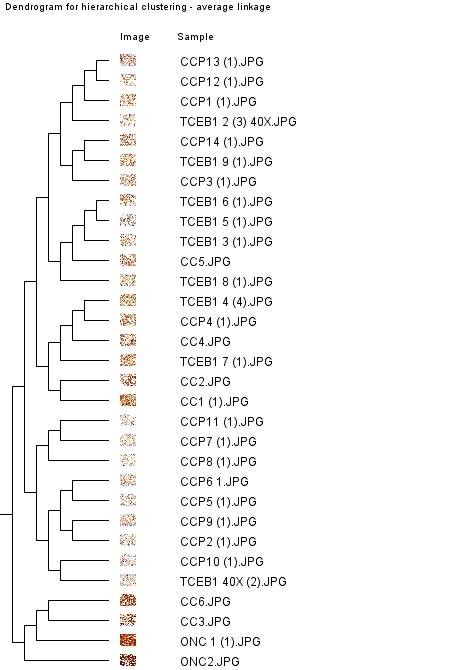 Dendrogram for hierarchical clustering - average linkage
Image Sample
CCP13 (1).JPG
CCP12 (1).JPG
CCP1 (1).JPG
TCEB1 2 (3) 40X.JPG
CCP14 (1).JPG
TCEB1 9 (1).JPG
CCP3 (1).JPG
TCEB1 6 (1).JPG
TCEB1 5 (1).JPG
TCEB1 3 (1).JPG
CC5.JPG
TCEB1 8 (1).JPG
TCEB1 4 (4).JPG
CCP4 (1).JPG
CC4.JPG
TCEB1 7 (1).JPG
CC2.JPG
CC1 (1).JPG
CCP11 (1).JPG
CCP7 (1).JPG
CCP8 (1).JPG
CCP6 1.JPG
CCP5 (1).JPG
CCP9 (1).JPG
CCP2 (1).JPG
CCP10 (1).JPG
TCEB1 40X (2).JPG
CC6.JPG
CC3.JPG
ONC 1 (1).JPG
ONC2.JPG